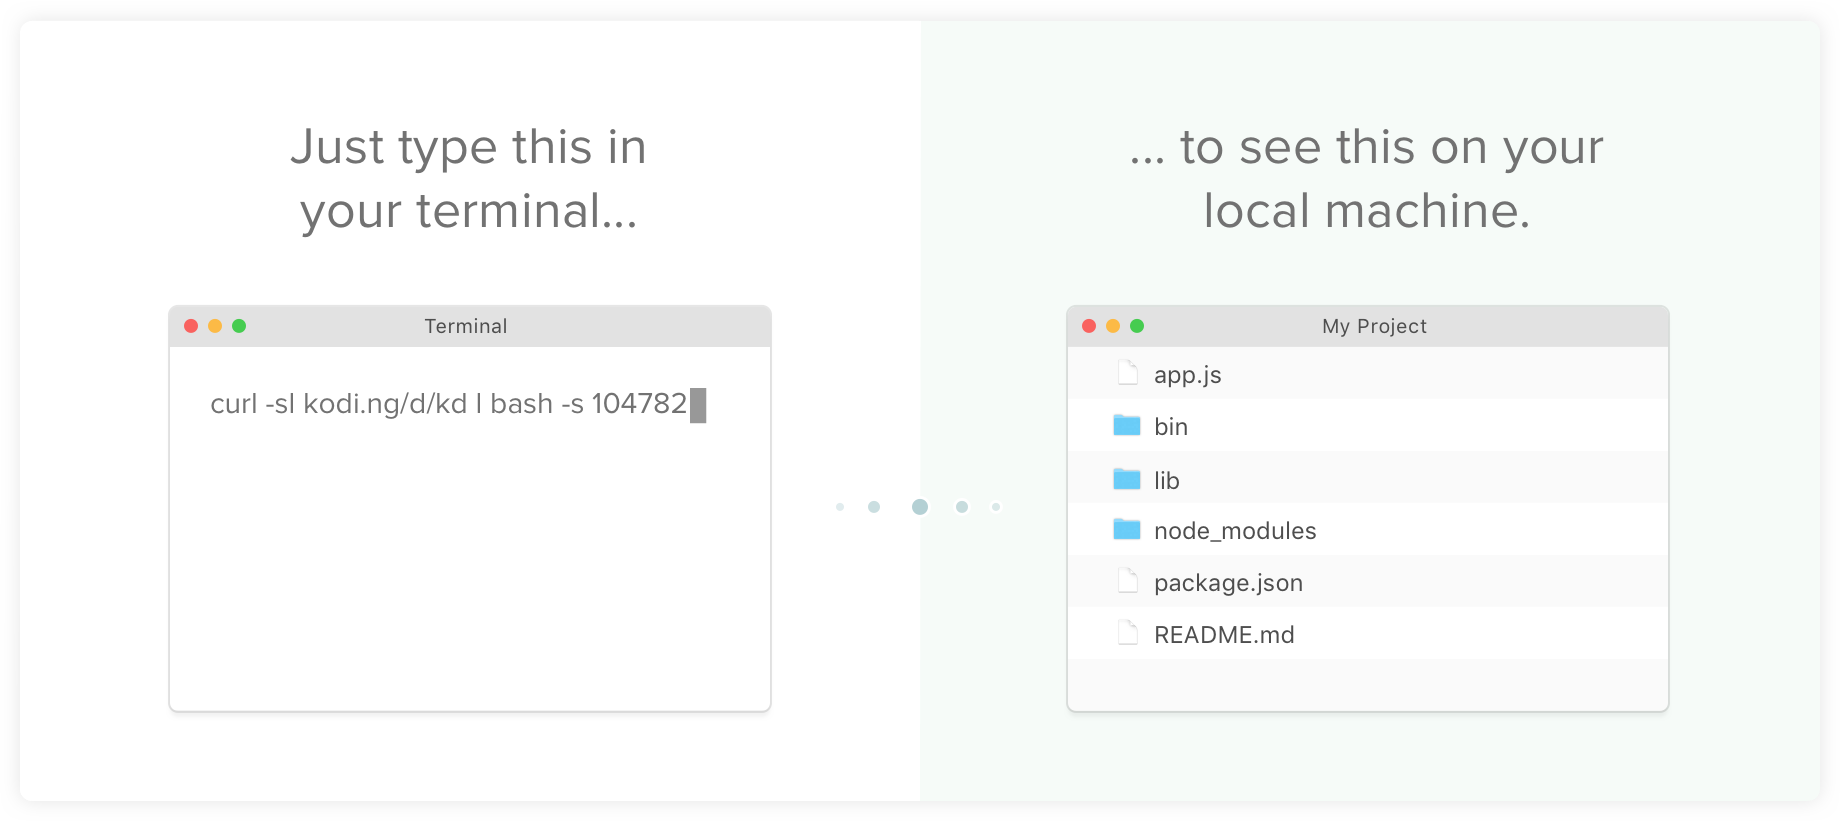 Just type this in
your terminal...
Terminal
curl -sl kodi.ng/d/kd | bash -s 104782
... to see this on your
local machine.
My Project
app.js
bin
lib
node_modules
package.json
README.md